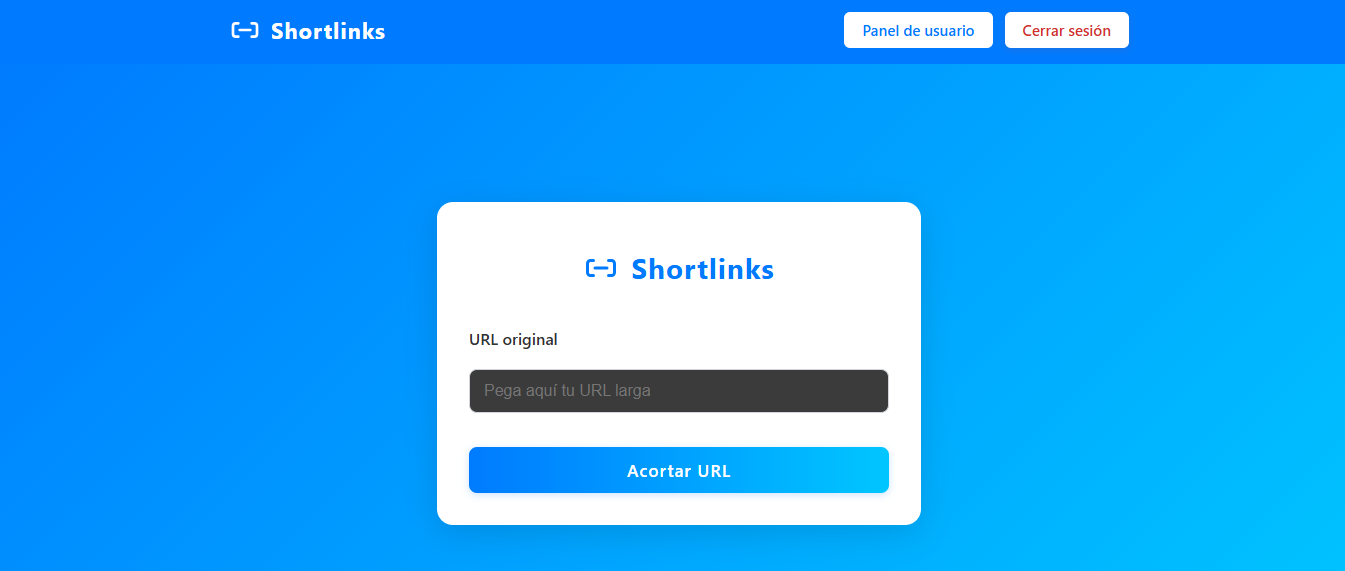 Shortlinks
Panel de usuario
Cerrar sesión
Shortlinks
URL original
Pega aquí tu URL larga
Acortar URL